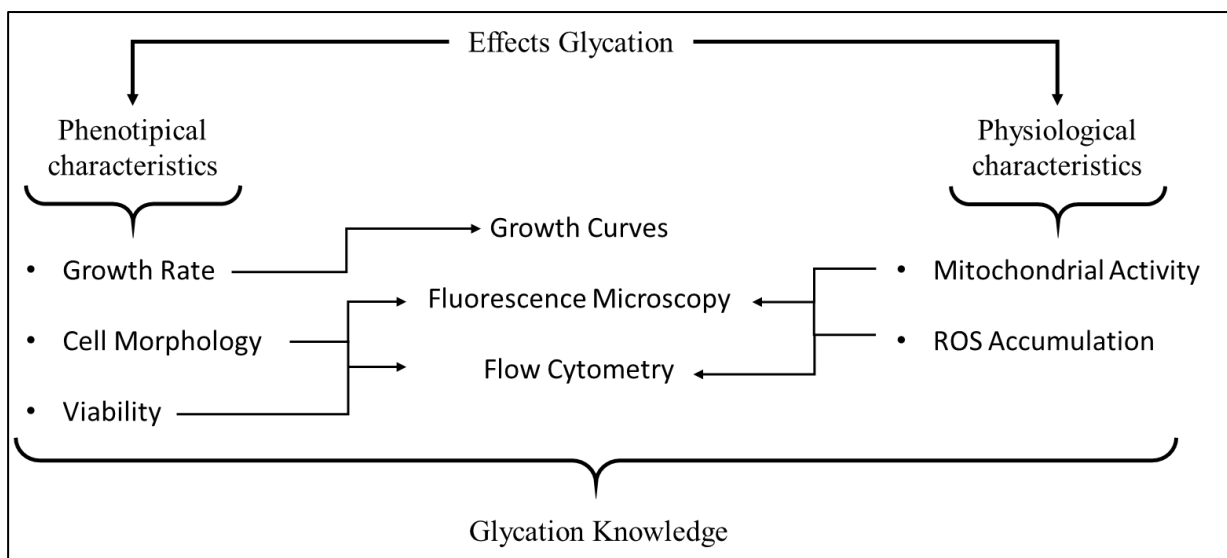 Effects Glycation
Phenotipical
characteristics
Physiological
characteristics
Growth Curves
• Growth Rate
• Mitochondrial Activity
Fluorescence Microscopy
• Cell Morphology
• ROS Accumulation
Flow Cytometry
• Viability
Glycation Knowledge